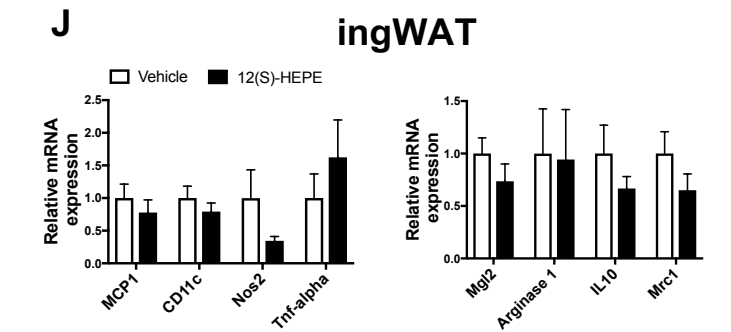 J
ingWAT
Vehicle
12(S)-HEPE
Relative mRNA
expression
2.5
2.0
1.5
1.0
0.5
0.0
MCP1
CD11c
Nos2
Tnf-alpha
Relative mRNA
expression
1.5
1.0
0.5
0.0
Mgl2
Arginase 1
IL10
Mrc1